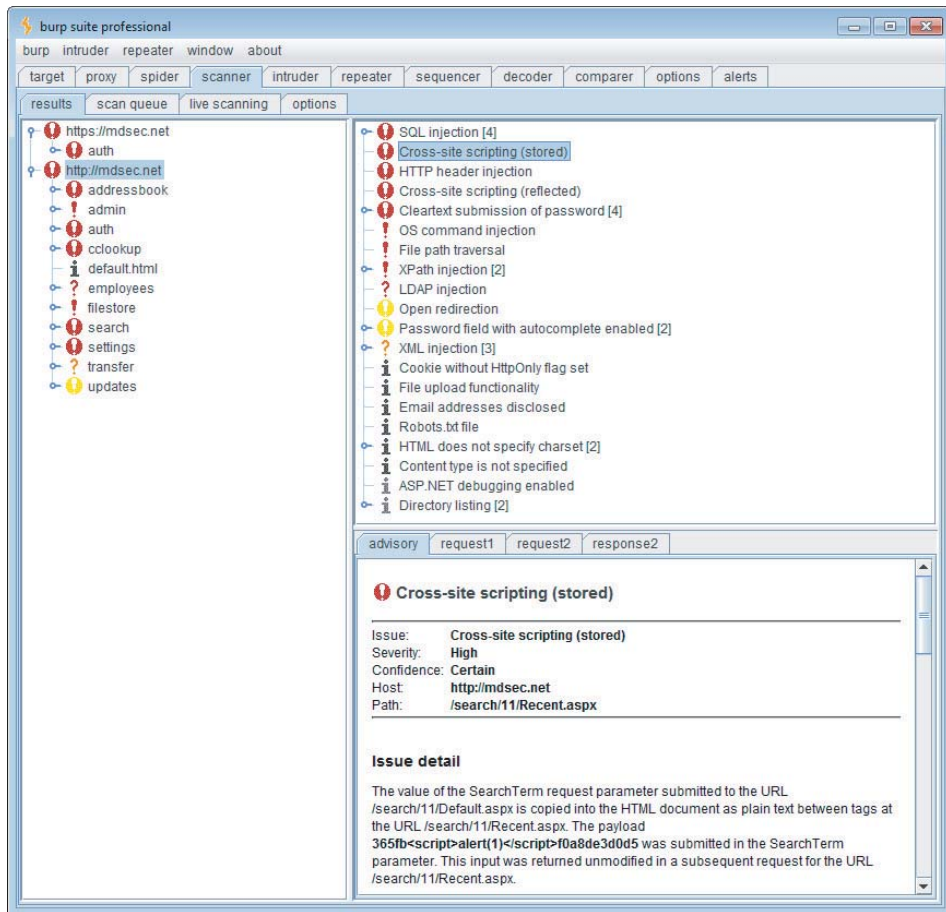 burp suite professional
burp intruder repeater window about
target proxy spider scanner intruder repeater sequencer decoder comparer options alerts
results scan queue live scanning options
https://mdsec.net
auth
http://mdsec.net
addressbook
admin
auth
cclookup
default.html
employees
filestore
search
settings
transfer
updates
SQL injection [4]
Cross-site scripting (stored)
HTTP header injection
Cross-site scripting (reflected)
Cleartext submission of password [4]
OS command injection
File path traversal
XPath injection [2]
LDAP injection
Open redirection
Password field with autocomplete enabled [2]
XML injection [3]
Cookie without HttpOnly flag set
File upload functionality
Email addresses disclosed
Robots.txt file
HTML does not specify charset [2]
Content type is not specified
ASP.NET debugging enabled
Directory listing [2]
advisory request1 request2 response2
Cross-site scripting (stored)
Issue: Cross-site scripting (stored)
Severity: High
Confidence: Certain
Host: http://mdsec.net
Path: /search/11/Recent.aspx
Issue detail
The value of the SearchTerm request parameter submitted to the URL
/search/11/Default.aspx is copied into the HTML document as plain text between tags at
the URL /search/11/Recent.aspx. The payload
365fb<script>alert(1)</script>f0a8de3d0d5 was submitted in the SearchTerm
parameter. This input was returned unmodified in a subsequent request for the URL
/search/11/Recent.aspx.